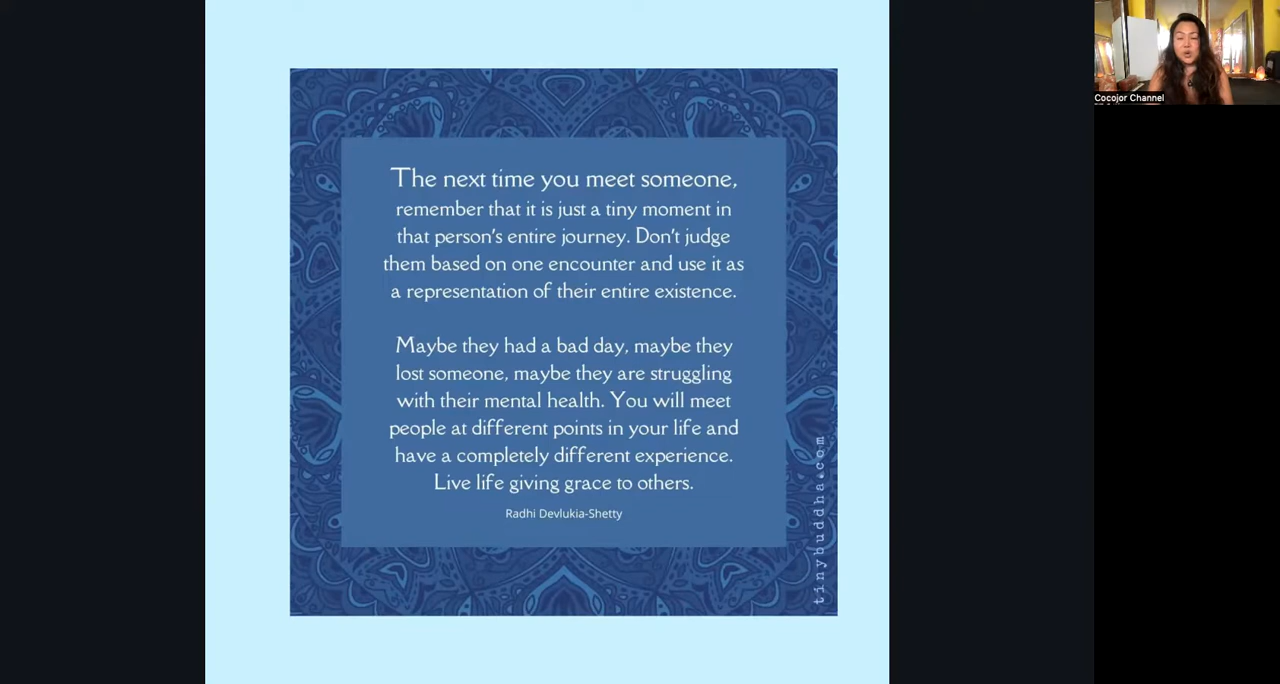 The next time you meet someone,
remember that it is just a tiny moment in
that person's entire journey. Don't judge
them based on one encounter and use it as
a representation of their entire existence.
Maybe they had a bad day, maybe they
lost someone, maybe they are struggling
with their mental health. You will meet
people at different points in your life and
have a completely different experience.
Live life giving grace to others.
Radhi Devlukia-Shetty
tinybuddha.com
Cocojor Channel